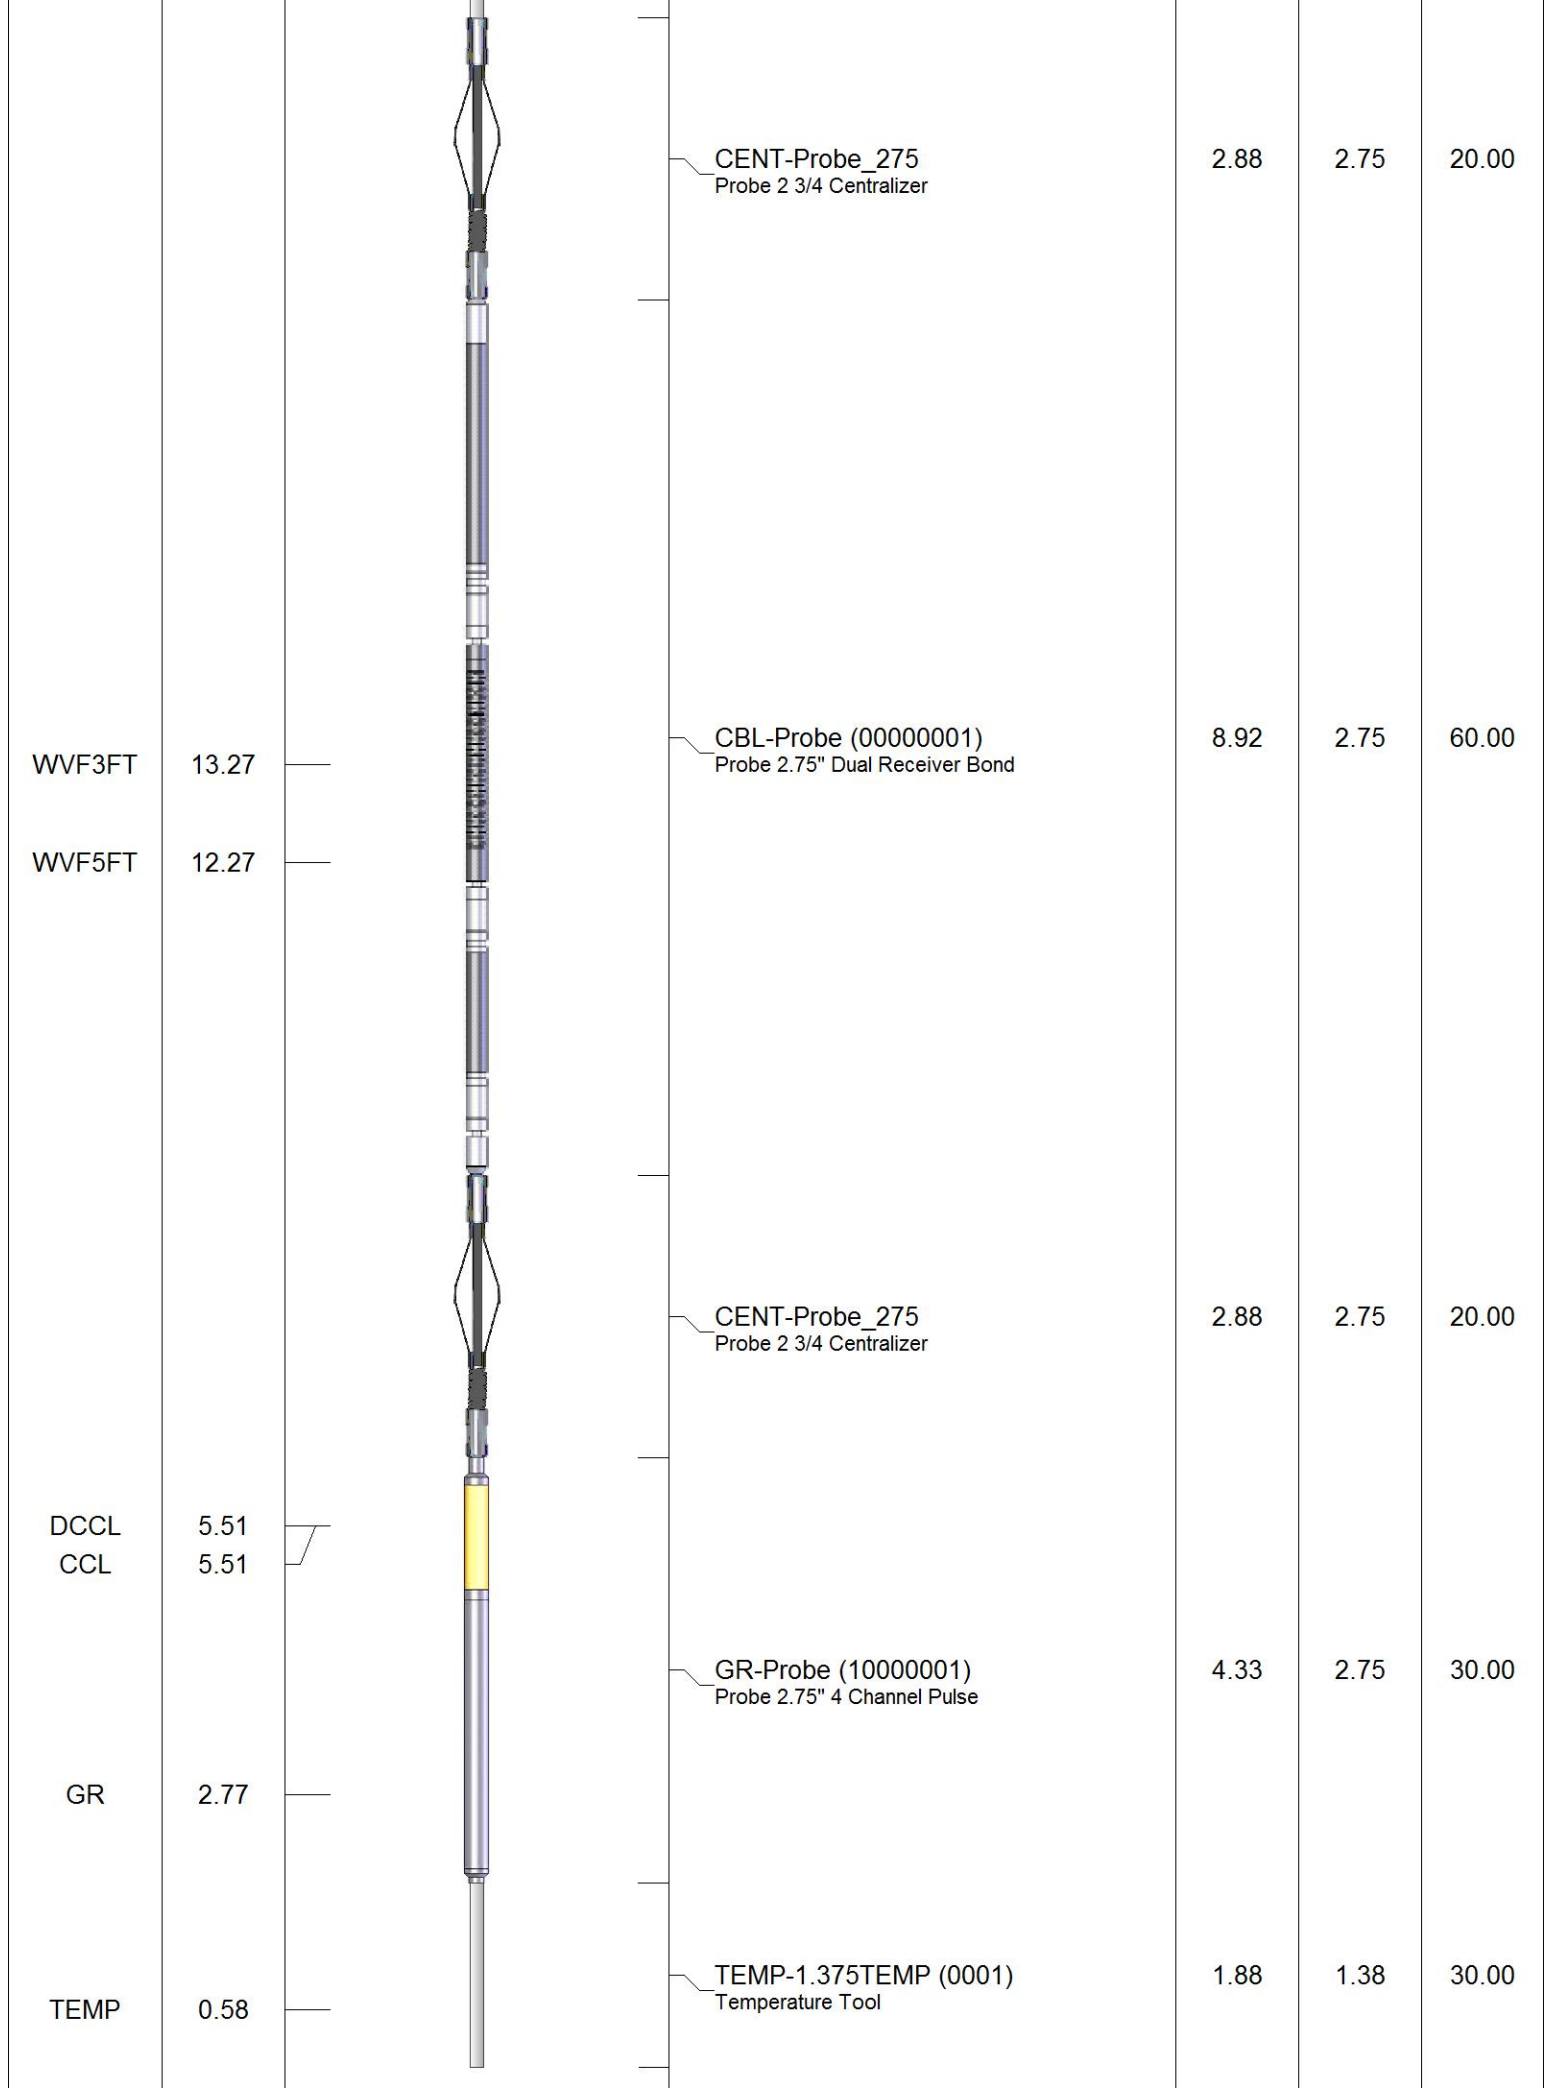 CENT-Probe_275 2.88 2.75 20.00
Probe 2 3/4 Centralizer
CBL-Probe (00000001) 8.92 2.75 60.00
WVF3FT 13.27 Probe 2.75" Dual Receiver Bond
WVF5FT 12.27
CENT-Probe_275 2.88 2.75 20.00
Probe 2 3/4 Centralizer
DCCL 5.51
CCL 5.51
GR-Probe (10000001) 4.33 2.75 30.00
Probe 2.75" 4 Channel Pulse
GR 2.77
TEMP-1.375TEMP (0001) 1.88 1.38 30.00
Temperature Tool
TEMP 0.58